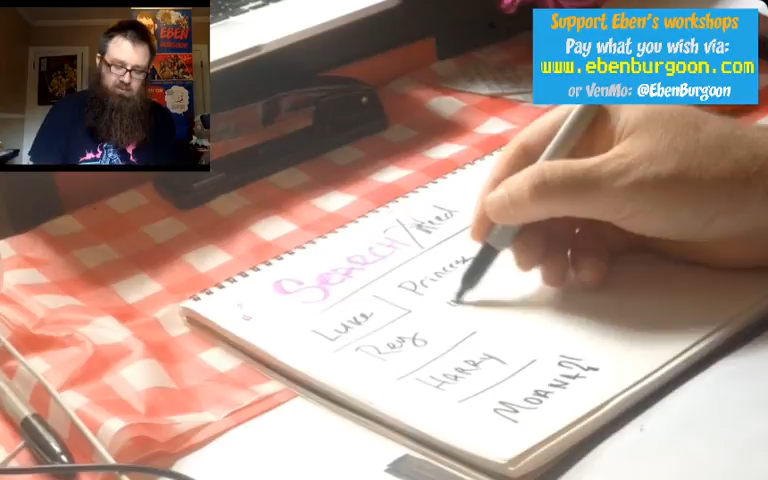 Support Eben's workshops
Pay what you wish via:
www.ebenburgoon.com
or VenMo: @EbenBurgoon
EBEN
SEARCH/Need
Luke
Princess
Rey
HARRY
MOANA?!